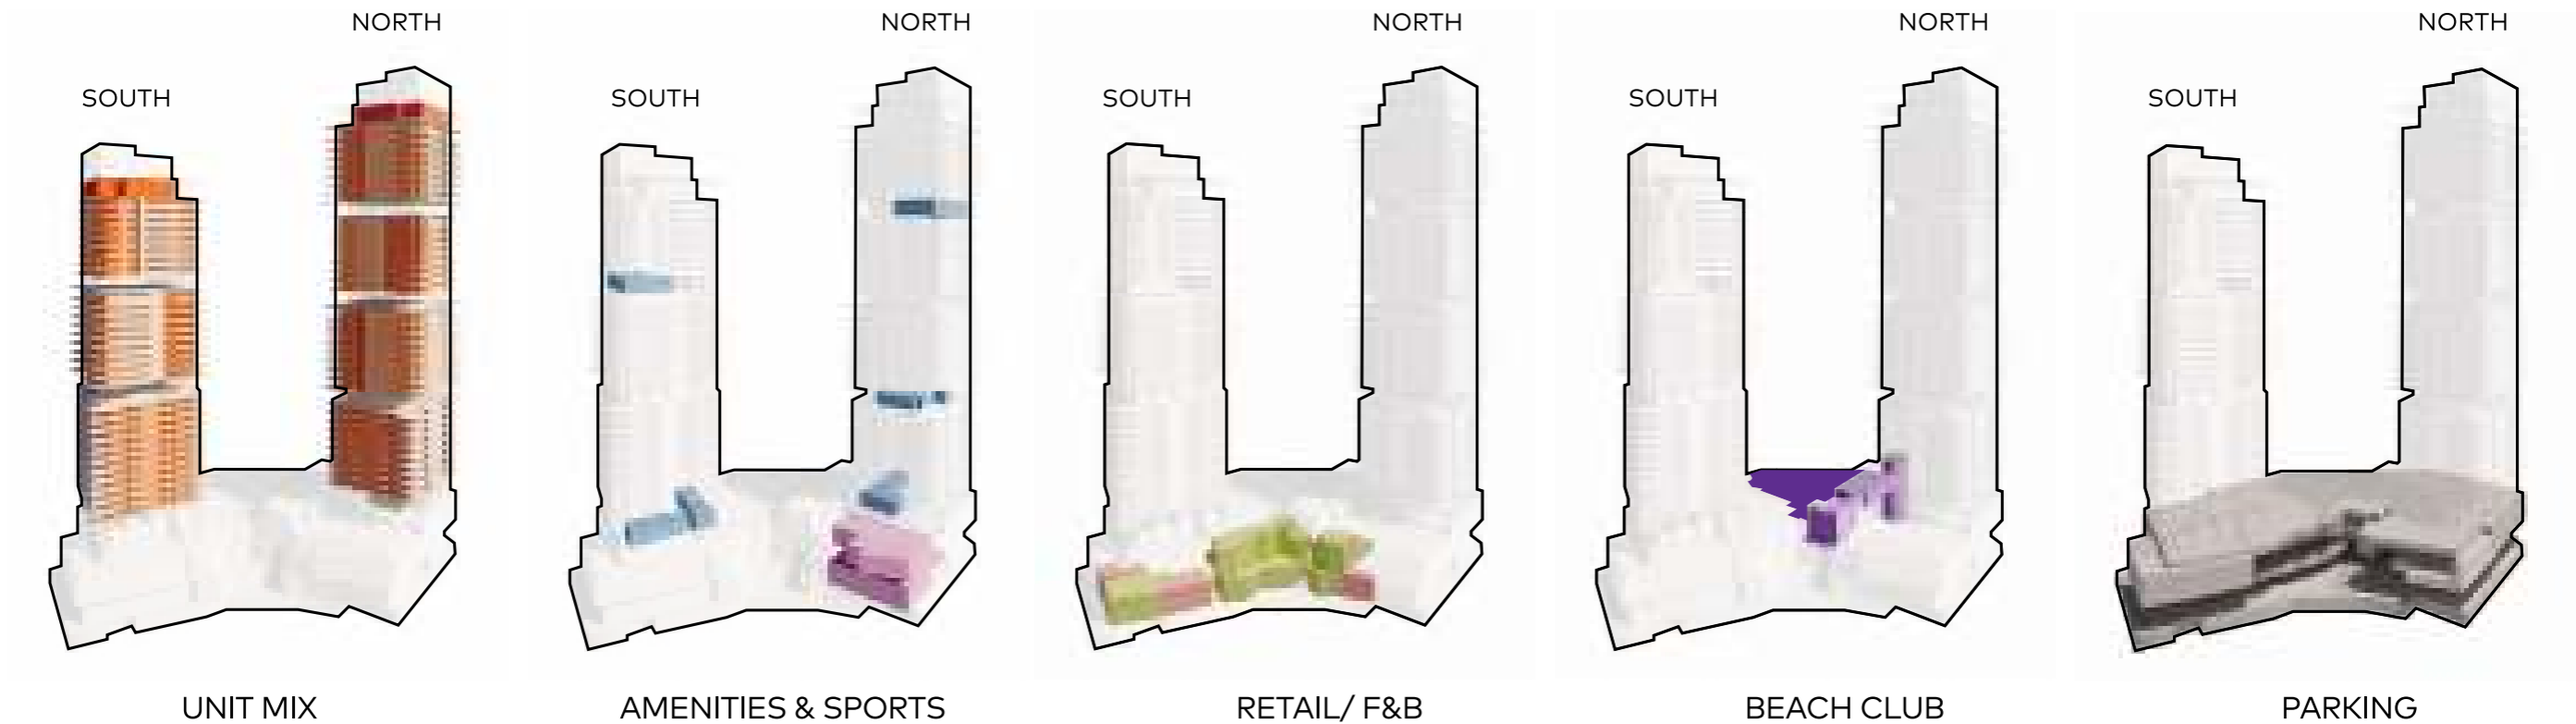 NORTH
SOUTH
UNIT MIX
NORTH
SOUTH
AMENITIES & SPORTS
NORTH
SOUTH
RETAIL/ F&B
NORTH
SOUTH
BEACH CLUB
NORTH
SOUTH
PARKING